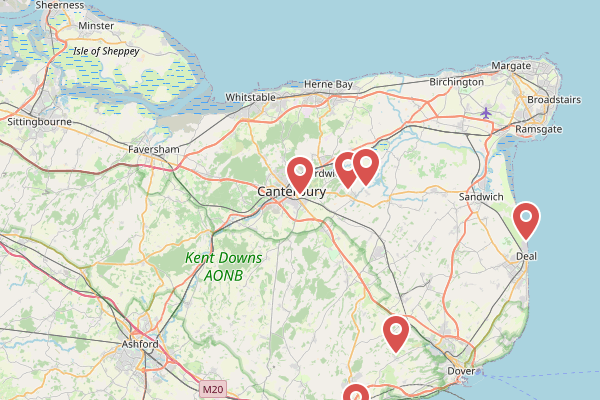 Sheerness
Minster
Isle of Sheppey
Margate
Herne Bay
Birchington
Whitstable
Broadstairs
Sittingbourne
Ramsgate
Faversham
Canterbury
Sandwich
Deal
Kent Downs
AONB
Ashford
Dover
M20